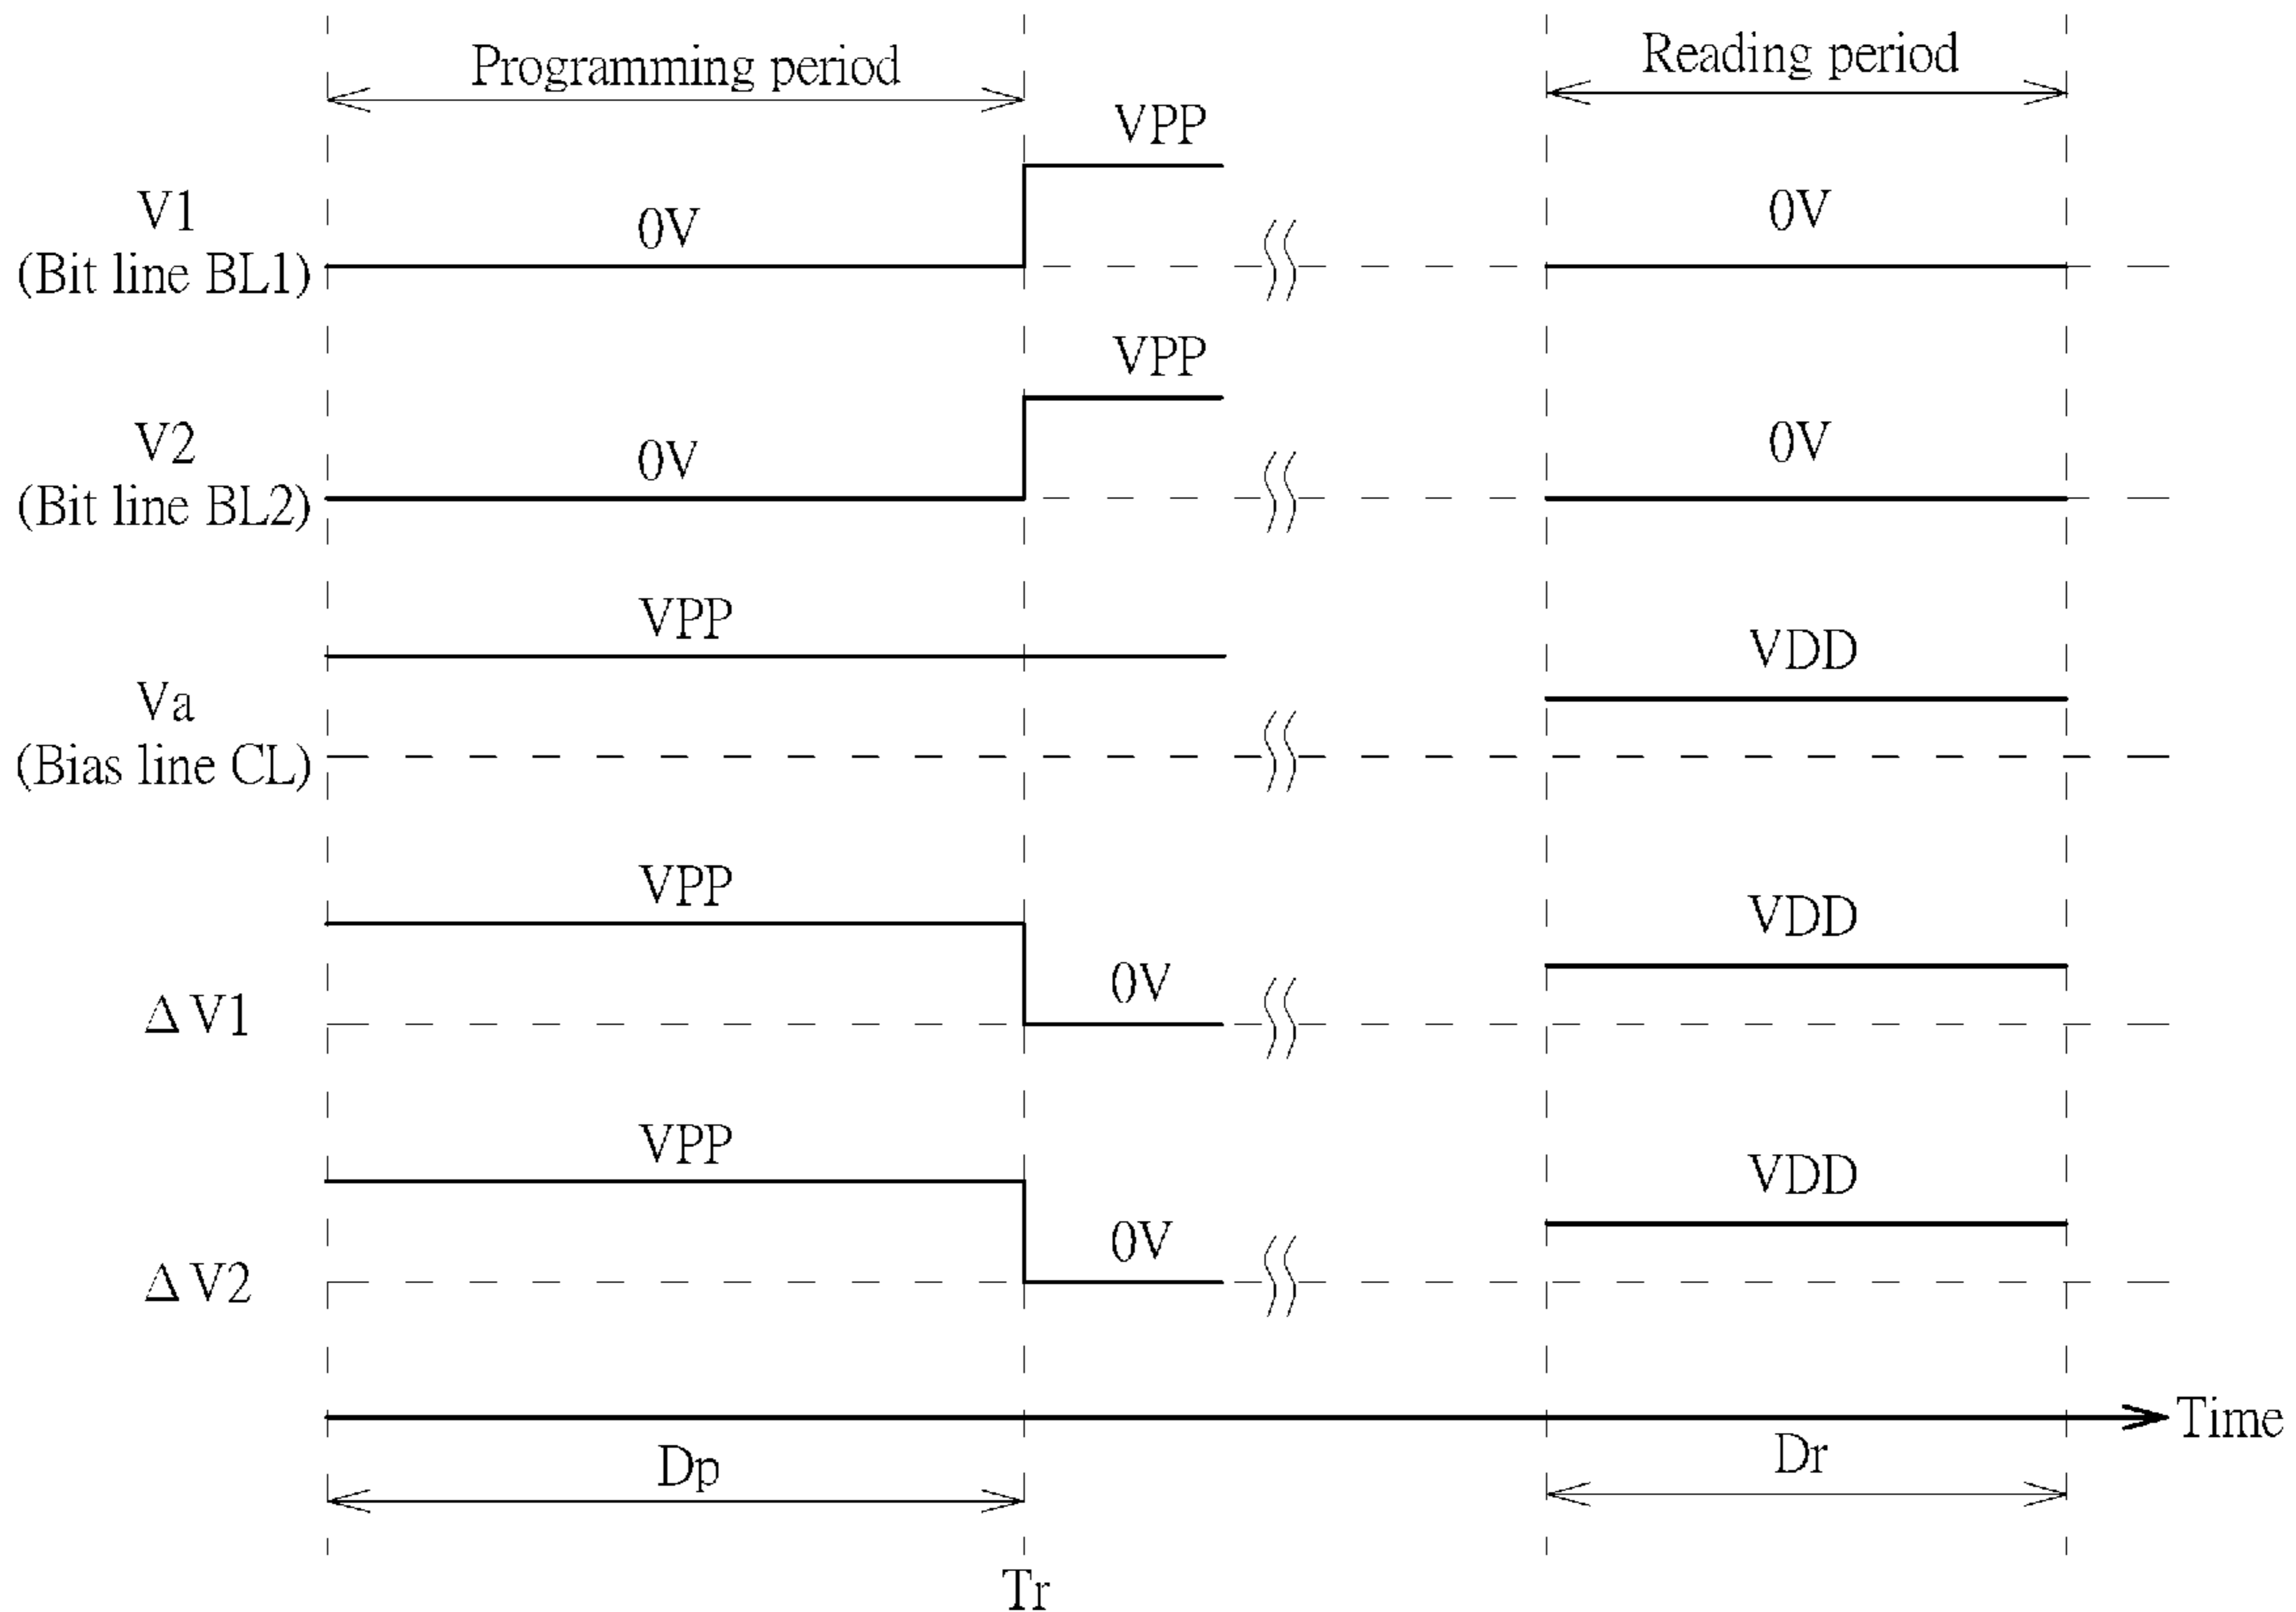 Programming period
Reading period
VPP
V1
(Bit line BL1)
0V
0V
VPP
V2
(Bit line BL2)
0V
0V
VPP
VDD
Va
(Bias line CL)
VPP
VDD
0V
ΔV1
VPP
VDD
0V
ΔV2
Time
Dp
Dr
Tr